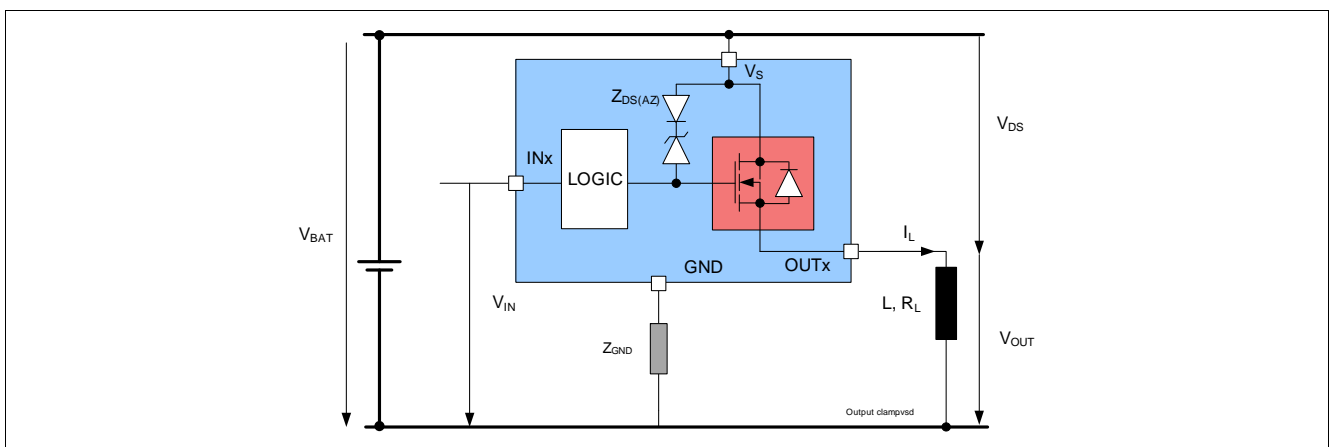 V_S
Z_DS(AZ)
V_DS
INx
LOGIC
V_BAT
I_L
GND
OUTx
V_IN
L, R_L
V_OUT
Z_GND
Output clampvsd